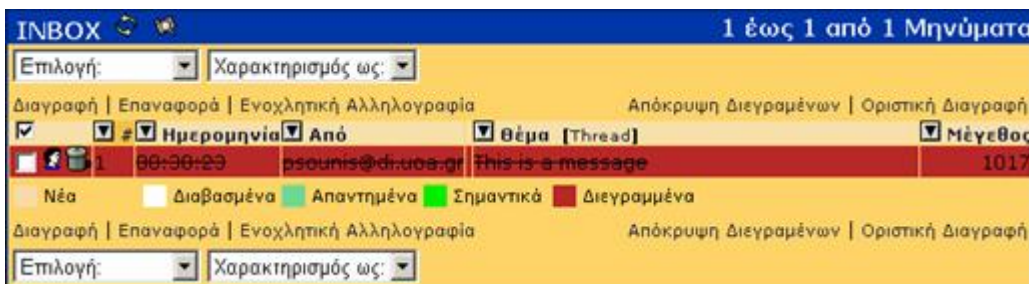 INBOX 1 έως 1 από 1 Μηνύματα
Επιλογή: Χαρακτηρισμός ως:
Διαγραφή | Επαναφορά | Ενοχλητική Αλληλογραφία Απόκρυψη Διεγραμένων | Οριστική Διαγραφή
# Ημερομηνία Από Θέμα [Thread] Μέγεθος
1 00:30:23 psounis@di.uoa.gr This is a message 1017
Νέα Διαβασμένα Απαντημένα Σημαντικά Διεγραμμένα
Διαγραφή | Επαναφορά | Ενοχλητική Αλληλογραφία Απόκρυψη Διεγραμένων | Οριστική Διαγραφή
Επιλογή: Χαρακτηρισμός ως: